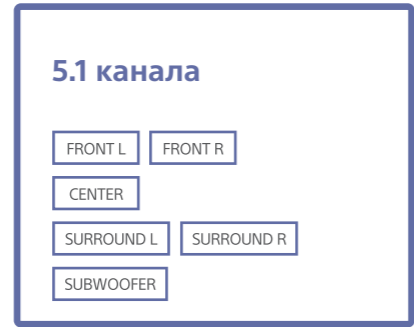 5.1 канала
FRONT L FRONT R
CENTER
SURROUND L SURROUND R
SUBWOOFER